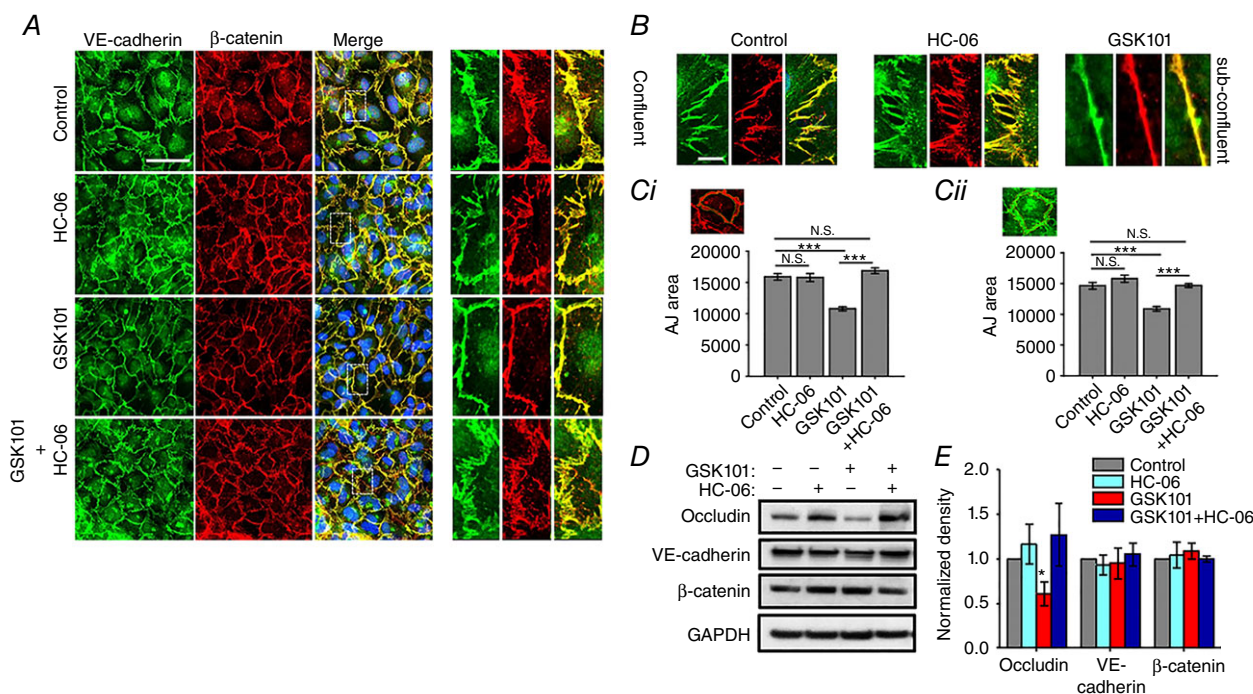 A
VE-cadherin β-catenin Merge
Control
HC-06
GSK101
GSK101
+
HC-06
B
Control HC-06 GSK101
Confluent
sub-confluent
Ci
N.S.
***
N.S. ***
20000
15000
10000
5000
0
AJ area
Control
HC-06
GSK101
GSK101
+HC-06
Cii
N.S.
***
N.S. ***
20000
15000
10000
5000
0
AJ area
Control
HC-06
GSK101
GSK101
+HC-06
D
GSK101: – – + +
HC-06: – + – +
Occludin
VE-cadherin
β-catenin
GAPDH
E
Control
HC-06
GSK101
GSK101+HC-06
2.0
1.5
1.0
0.5
0
Normalized density
*
Occludin VE-
cadherin β-catenin